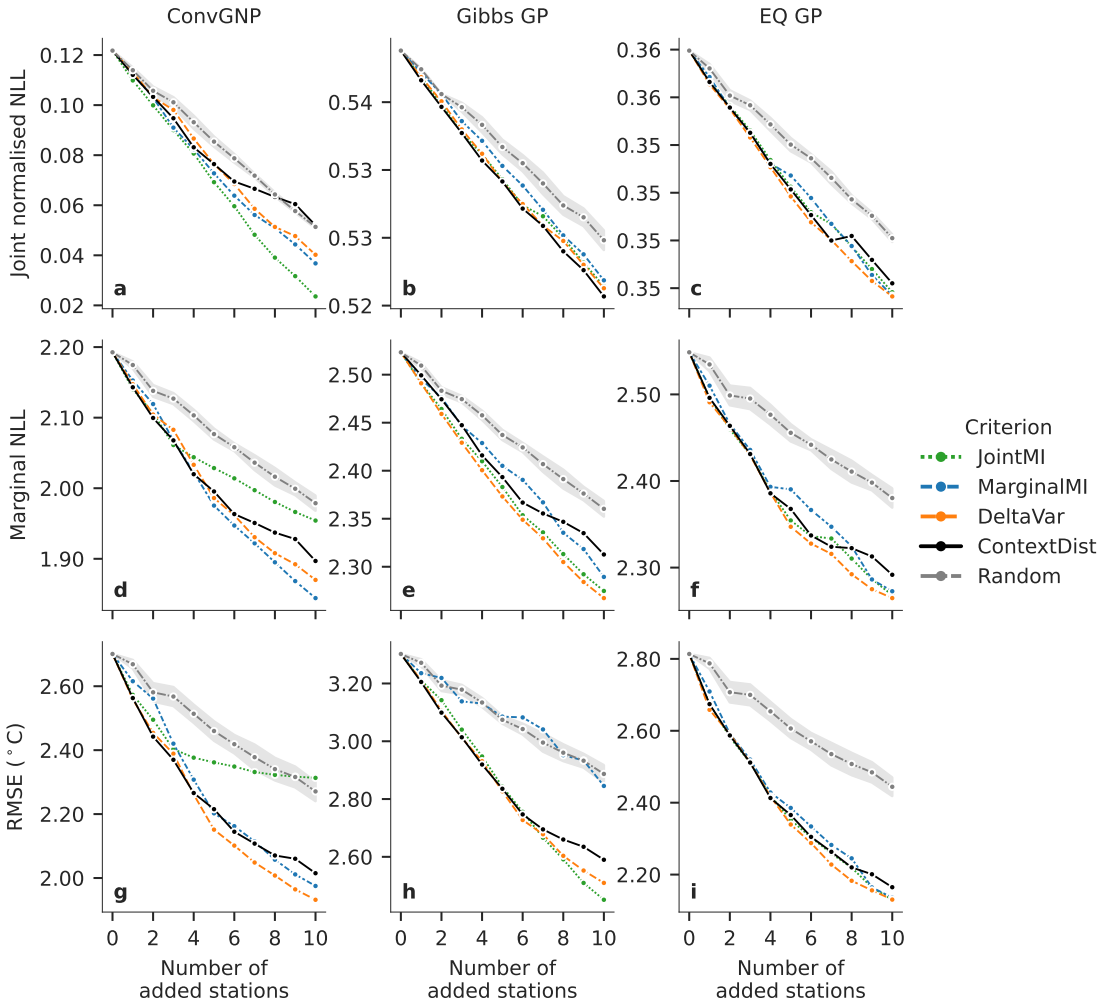 ConvGNP
Gibbs GP
EQ GP
Joint normalised NLL
0.12
0.10
0.08
0.06
0.04
0.02
a
0.54
0.53
0.53
0.52
b
0.36
0.36
0.35
0.35
0.35
0.35
c
Marginal NLL
2.20
2.10
2.00
1.90
d
2.50
2.45
2.40
2.35
2.30
e
2.50
2.40
2.30
f
Criterion
JointMI
MarginalMI
DeltaVar
ContextDist
Random
RMSE (°C)
2.60
2.40
2.20
2.00
g
3.20
3.00
2.80
2.60
h
2.80
2.60
2.40
2.20
i
0 2 4 6 8 10
0 2 4 6 8 10
0 2 4 6 8 10
Number of
added stations
Number of
added stations
Number of
added stations